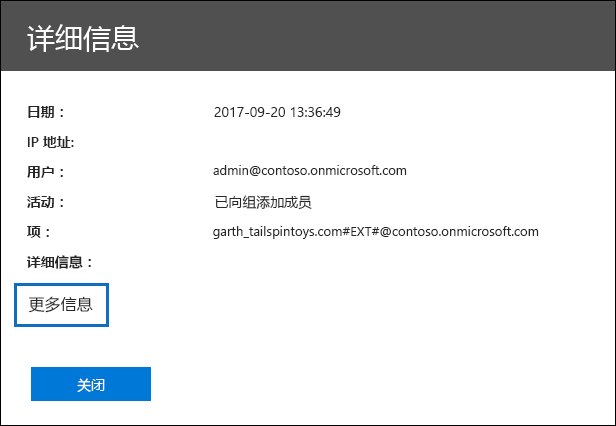 详细信息
日期： 2017-09-20 13:36:49
IP 地址:
用户： admin@contoso.onmicrosoft.com
活动： 已向组添加成员
项： garth_tailspintoys.com#EXT#@contoso.onmicrosoft.com
详细信息：
更多信息
关闭